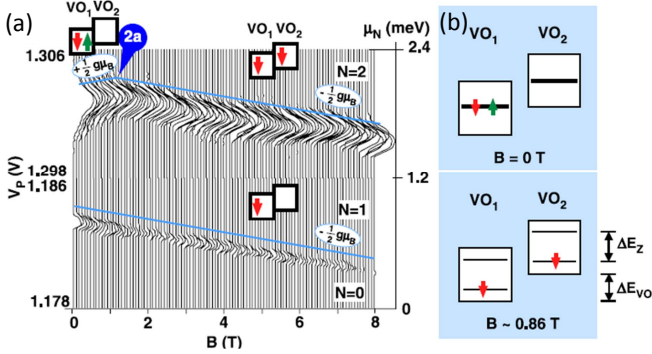 (a)
VO₁ VO₂
2a
μN (meV)
1.306
2.4
+ ½ gμB
VO₁ VO₂
N=2
- ½ gμB
VP (V)
1.298
1.186
1.2
N=1
- ½ gμB
1.178
N=0
0
0 2 4 6 8
B (T)
(b)
VO₁ VO₂
B = 0 T
VO₁ VO₂
ΔEZ
ΔEVO
B ~ 0.86 T